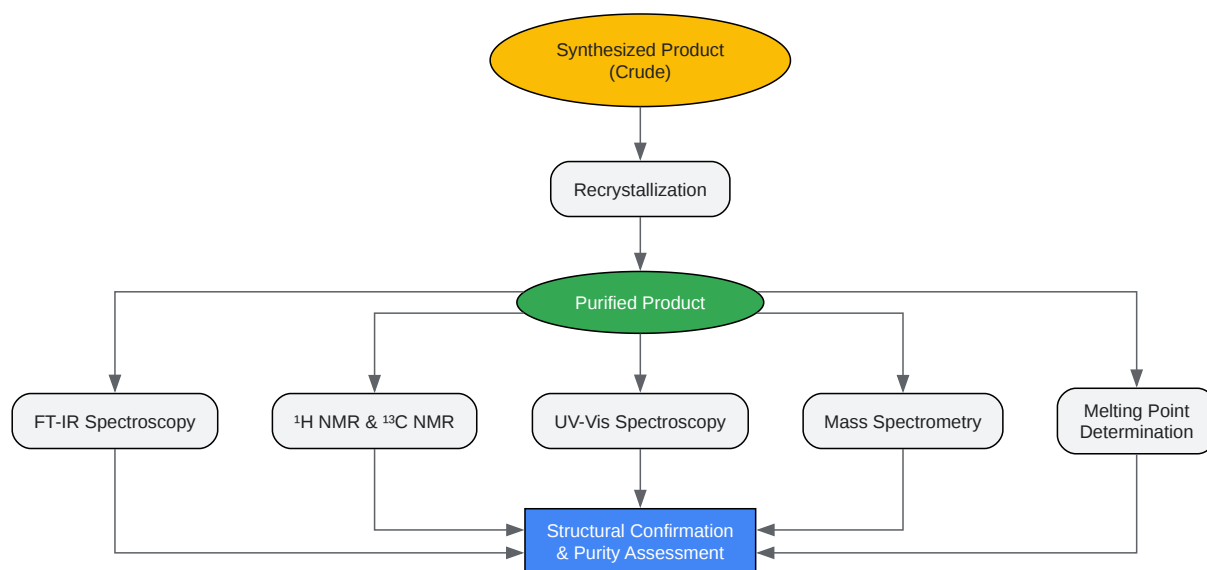 Synthesized Product
(Crude)
Recrystallization
Purified Product
FT-IR Spectroscopy
¹H NMR & ¹³C NMR
UV-Vis Spectroscopy
Mass Spectrometry
Melting Point
Determination
Structural Confirmation
& Purity Assessment